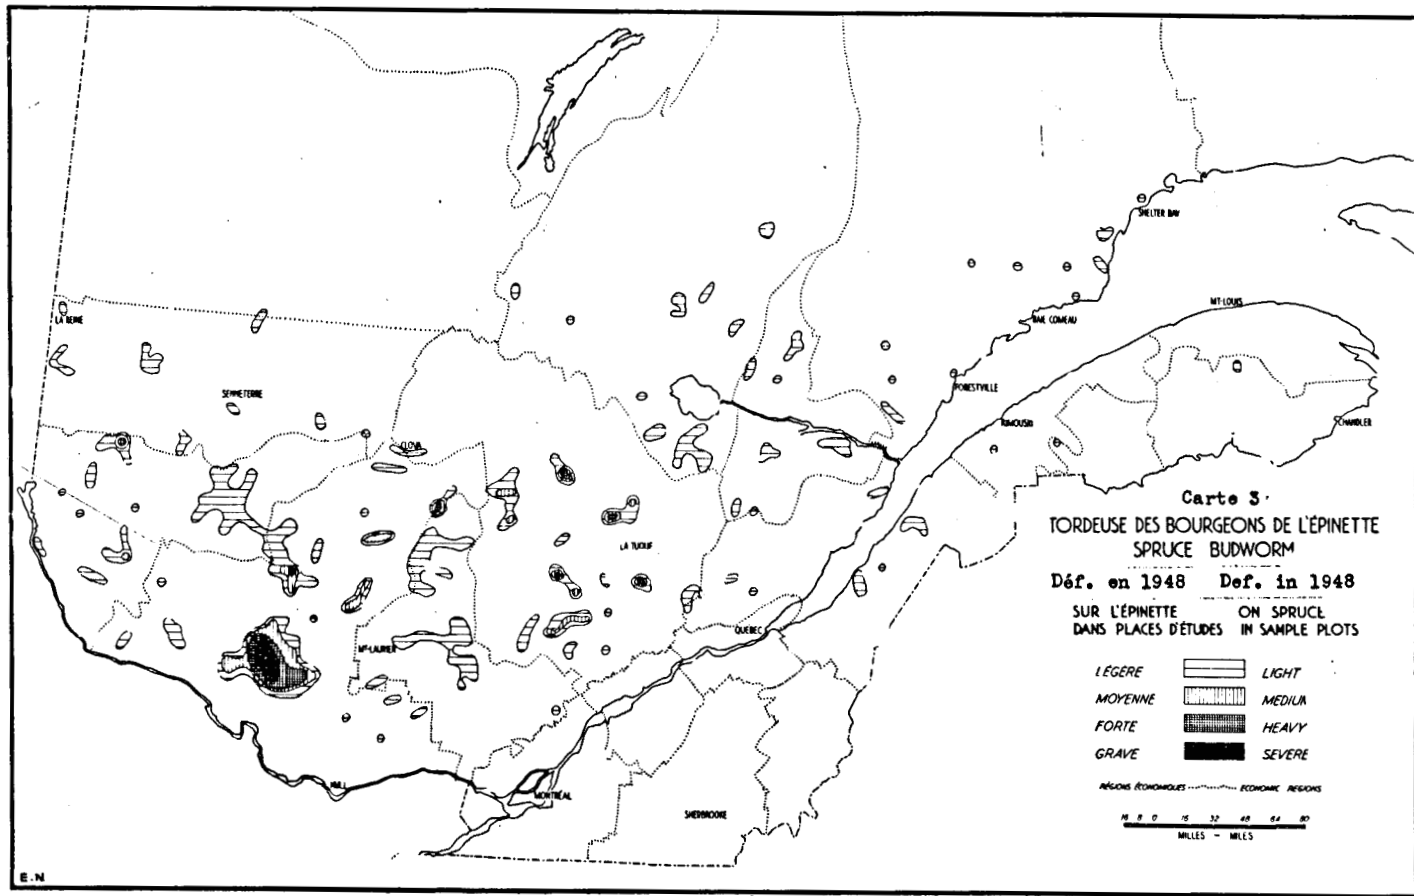 SHELTER BAY
MT-LOUIS
LA REINE
BAIE COMEAU
FORESTVILLE
SENNETERRE
RIMOUSKI
CHANDLER
CLOVA
Carte 3.
TORDEUSE DES BOURGEONS DE L'ÉPINETTE
SPRUCE BUDWORM
LA TUQUE
Déf. en 1948 Def. in 1948
SUR L'ÉPINETTE ON SPRUCE
DANS PLACES D'ÉTUDES IN SAMPLE PLOTS
QUÉBEC
MT-LAURIER
LÉGÈRE LIGHT
MOYENNE MEDIUM
FORTE HEAVY
GRAVE SEVERE
HULL
RÉGIONS ÉCONOMIQUES ECONOMIC REGIONS
MONTRÉAL
SHERBROOKE
16 8 0 16 32 48 64 80
MILLES - MILES
E.N.